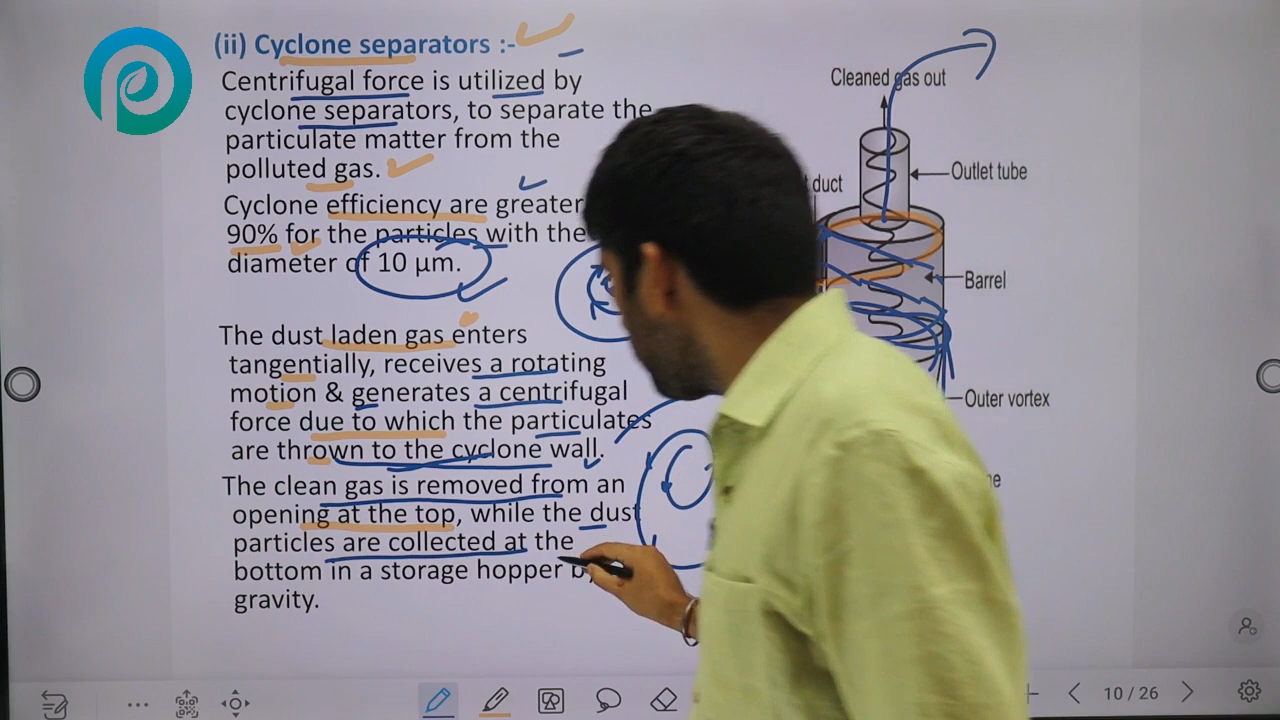 (ii) Cyclone separators :-
Centrifugal force is utilized by
cyclone separators, to separate the
particulate matter from the
polluted gas.
Cyclone efficiency are greater
90% for the particles with the
diameter of 10 μm.
The dust laden gas enters
tangentially, receives a rotating
motion & generates a centrifugal
force due to which the particulates
are thrown to the cyclone wall.
The clean gas is removed from an
opening at the top, while the dust
particles are collected at the
bottom in a storage hopper
gravity.
Cleaned gas out
Outlet tube
duct
Barrel
Outer vortex
10 / 26